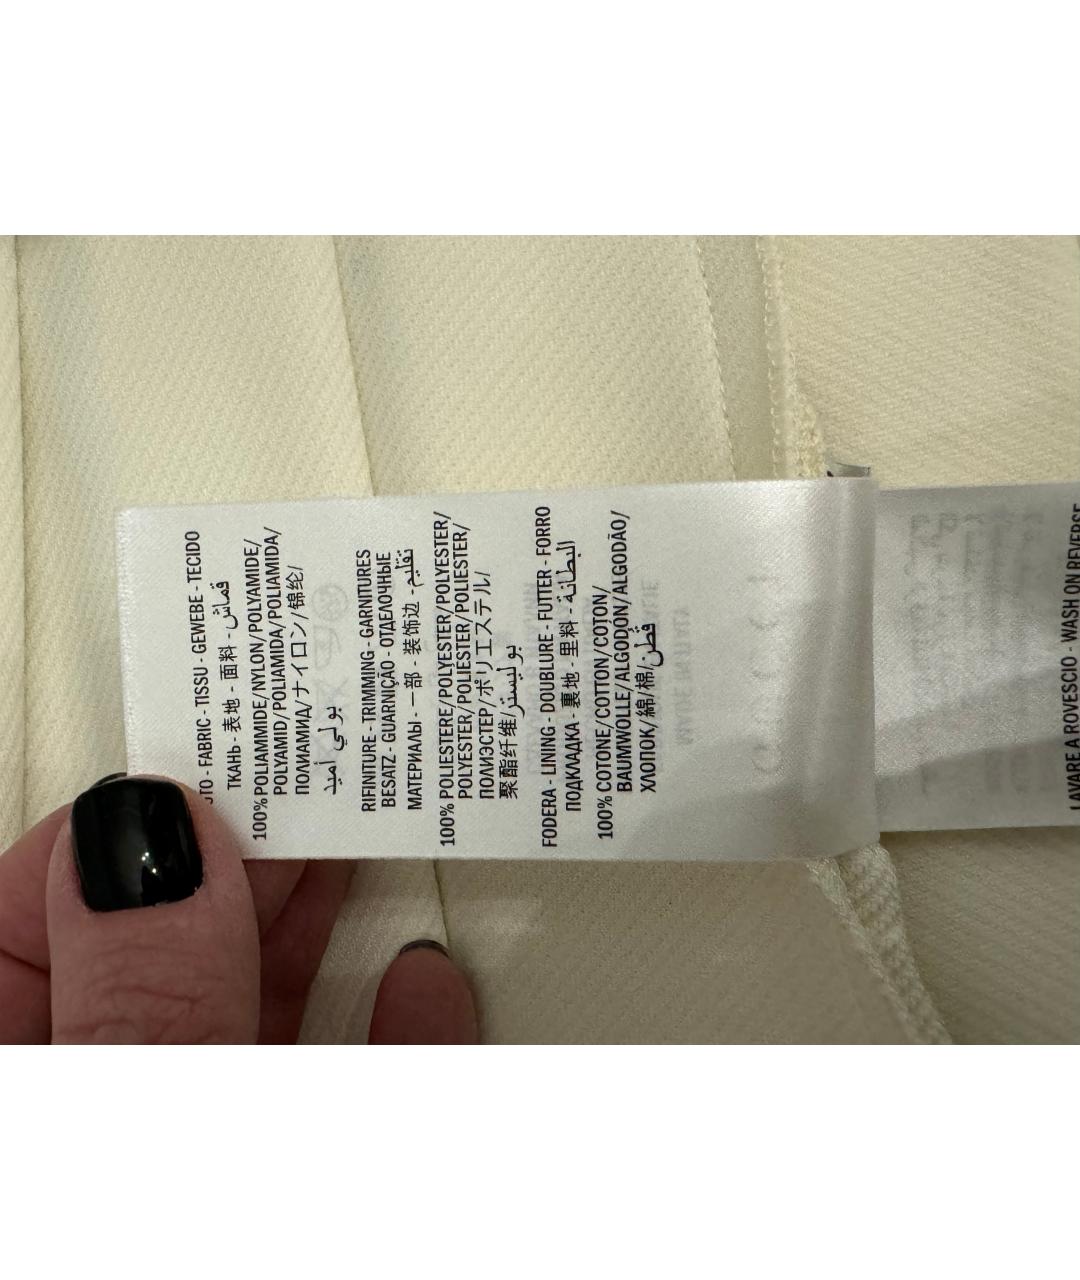 - FABRIC - TISSU - GEWEBE - TECIDO
ТКАНЬ - 表地 - 面料 - قماش
100% POLIAMMIDE/NYLON/POLYAMIDE/
POLYAMID/POLIAMIDA/POLIAMIDA/
ПОЛИАМИД/ナイロン/锦纶/
بولي أميد
RIFINITURE - TRIMMING - GARNITURES
BESATZ - GUARNIÇÃO - ОТДЕЛОЧНЫЕ
МАТЕРИАЛЫ - 一部 - 装饰边 - تقليم
100% POLIESTERE/POLYESTER/POLYESTER/
POLYESTER/POLIESTER/POLIESTER/
ПОЛИЭСТЕР/ポリエステル/
聚酯纤维/بوليستر
FODERA - LINING - DOUBLURE - FUTTER - FORRO
ПОДКЛАДКА - 裏地 - 里料 - البطانة
100% COTONE/COTTON/COTON/
BAUMWOLLE/ALGODON/ALGODÃO/
ХЛОПОК/綿/棉/قطن
LAVARE A ROVESCIO - WASH ON REVERSE